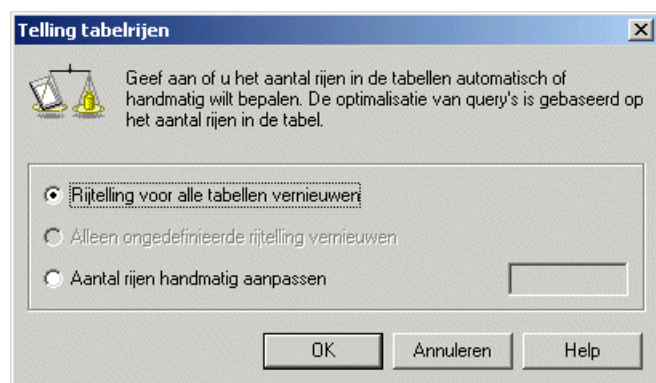 Telling tabelrijen
Geef aan of u het aantal rijen in de tabellen automatisch of
handmatig wilt bepalen. De optimalisatie van query's is gebaseerd op
het aantal rijen in de tabel.
Rijtelling voor alle tabellen vernieuwen
Alleen ongedefinieerde rijtelling vernieuwen
Aantal rijen handmatig aanpassen
OK
Annuleren
Help